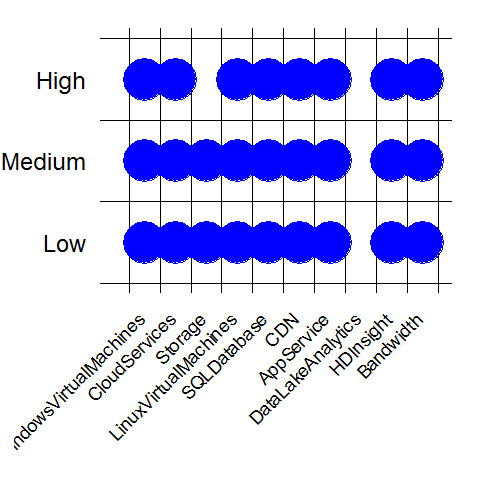 High
Medium
Low
ndowsVirtualMachines
CloudServices
Storage
LinuxVirtualMachines
SQLDatabase
CDN
AppService
DataLakeAnalytics
HDInsight
Bandwidth